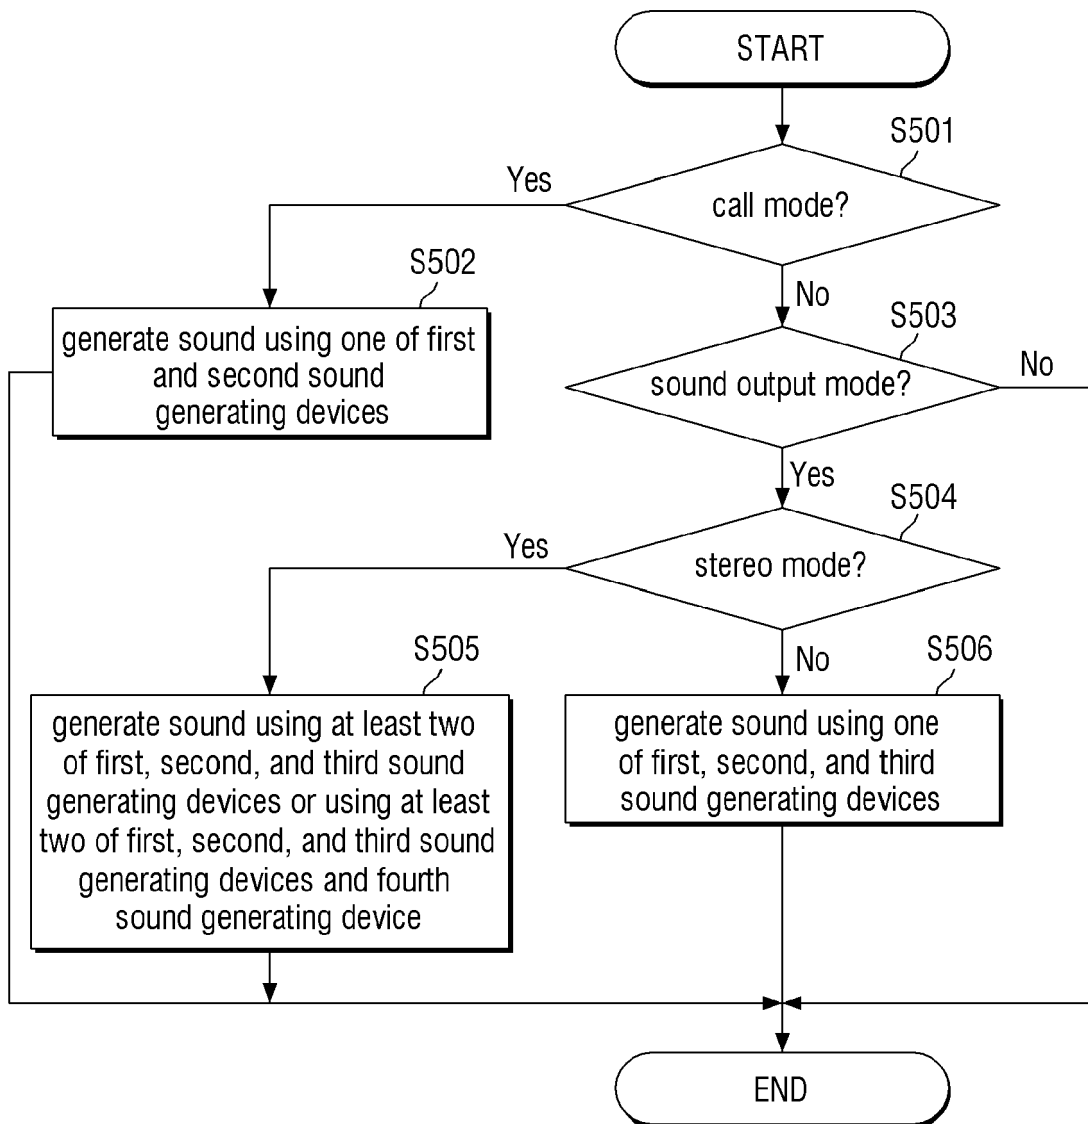 START
S501
call mode?
Yes
No
S502
generate sound using one of first
and second sound
generating devices
S503
sound output mode?
No
Yes
S504
stereo mode?
Yes
No
S505
generate sound using at least two
of first, second, and third sound
generating devices or using at least
two of first, second, and third sound
generating devices and fourth
sound generating device
S506
generate sound using one
of first, second, and third
sound generating devices
END